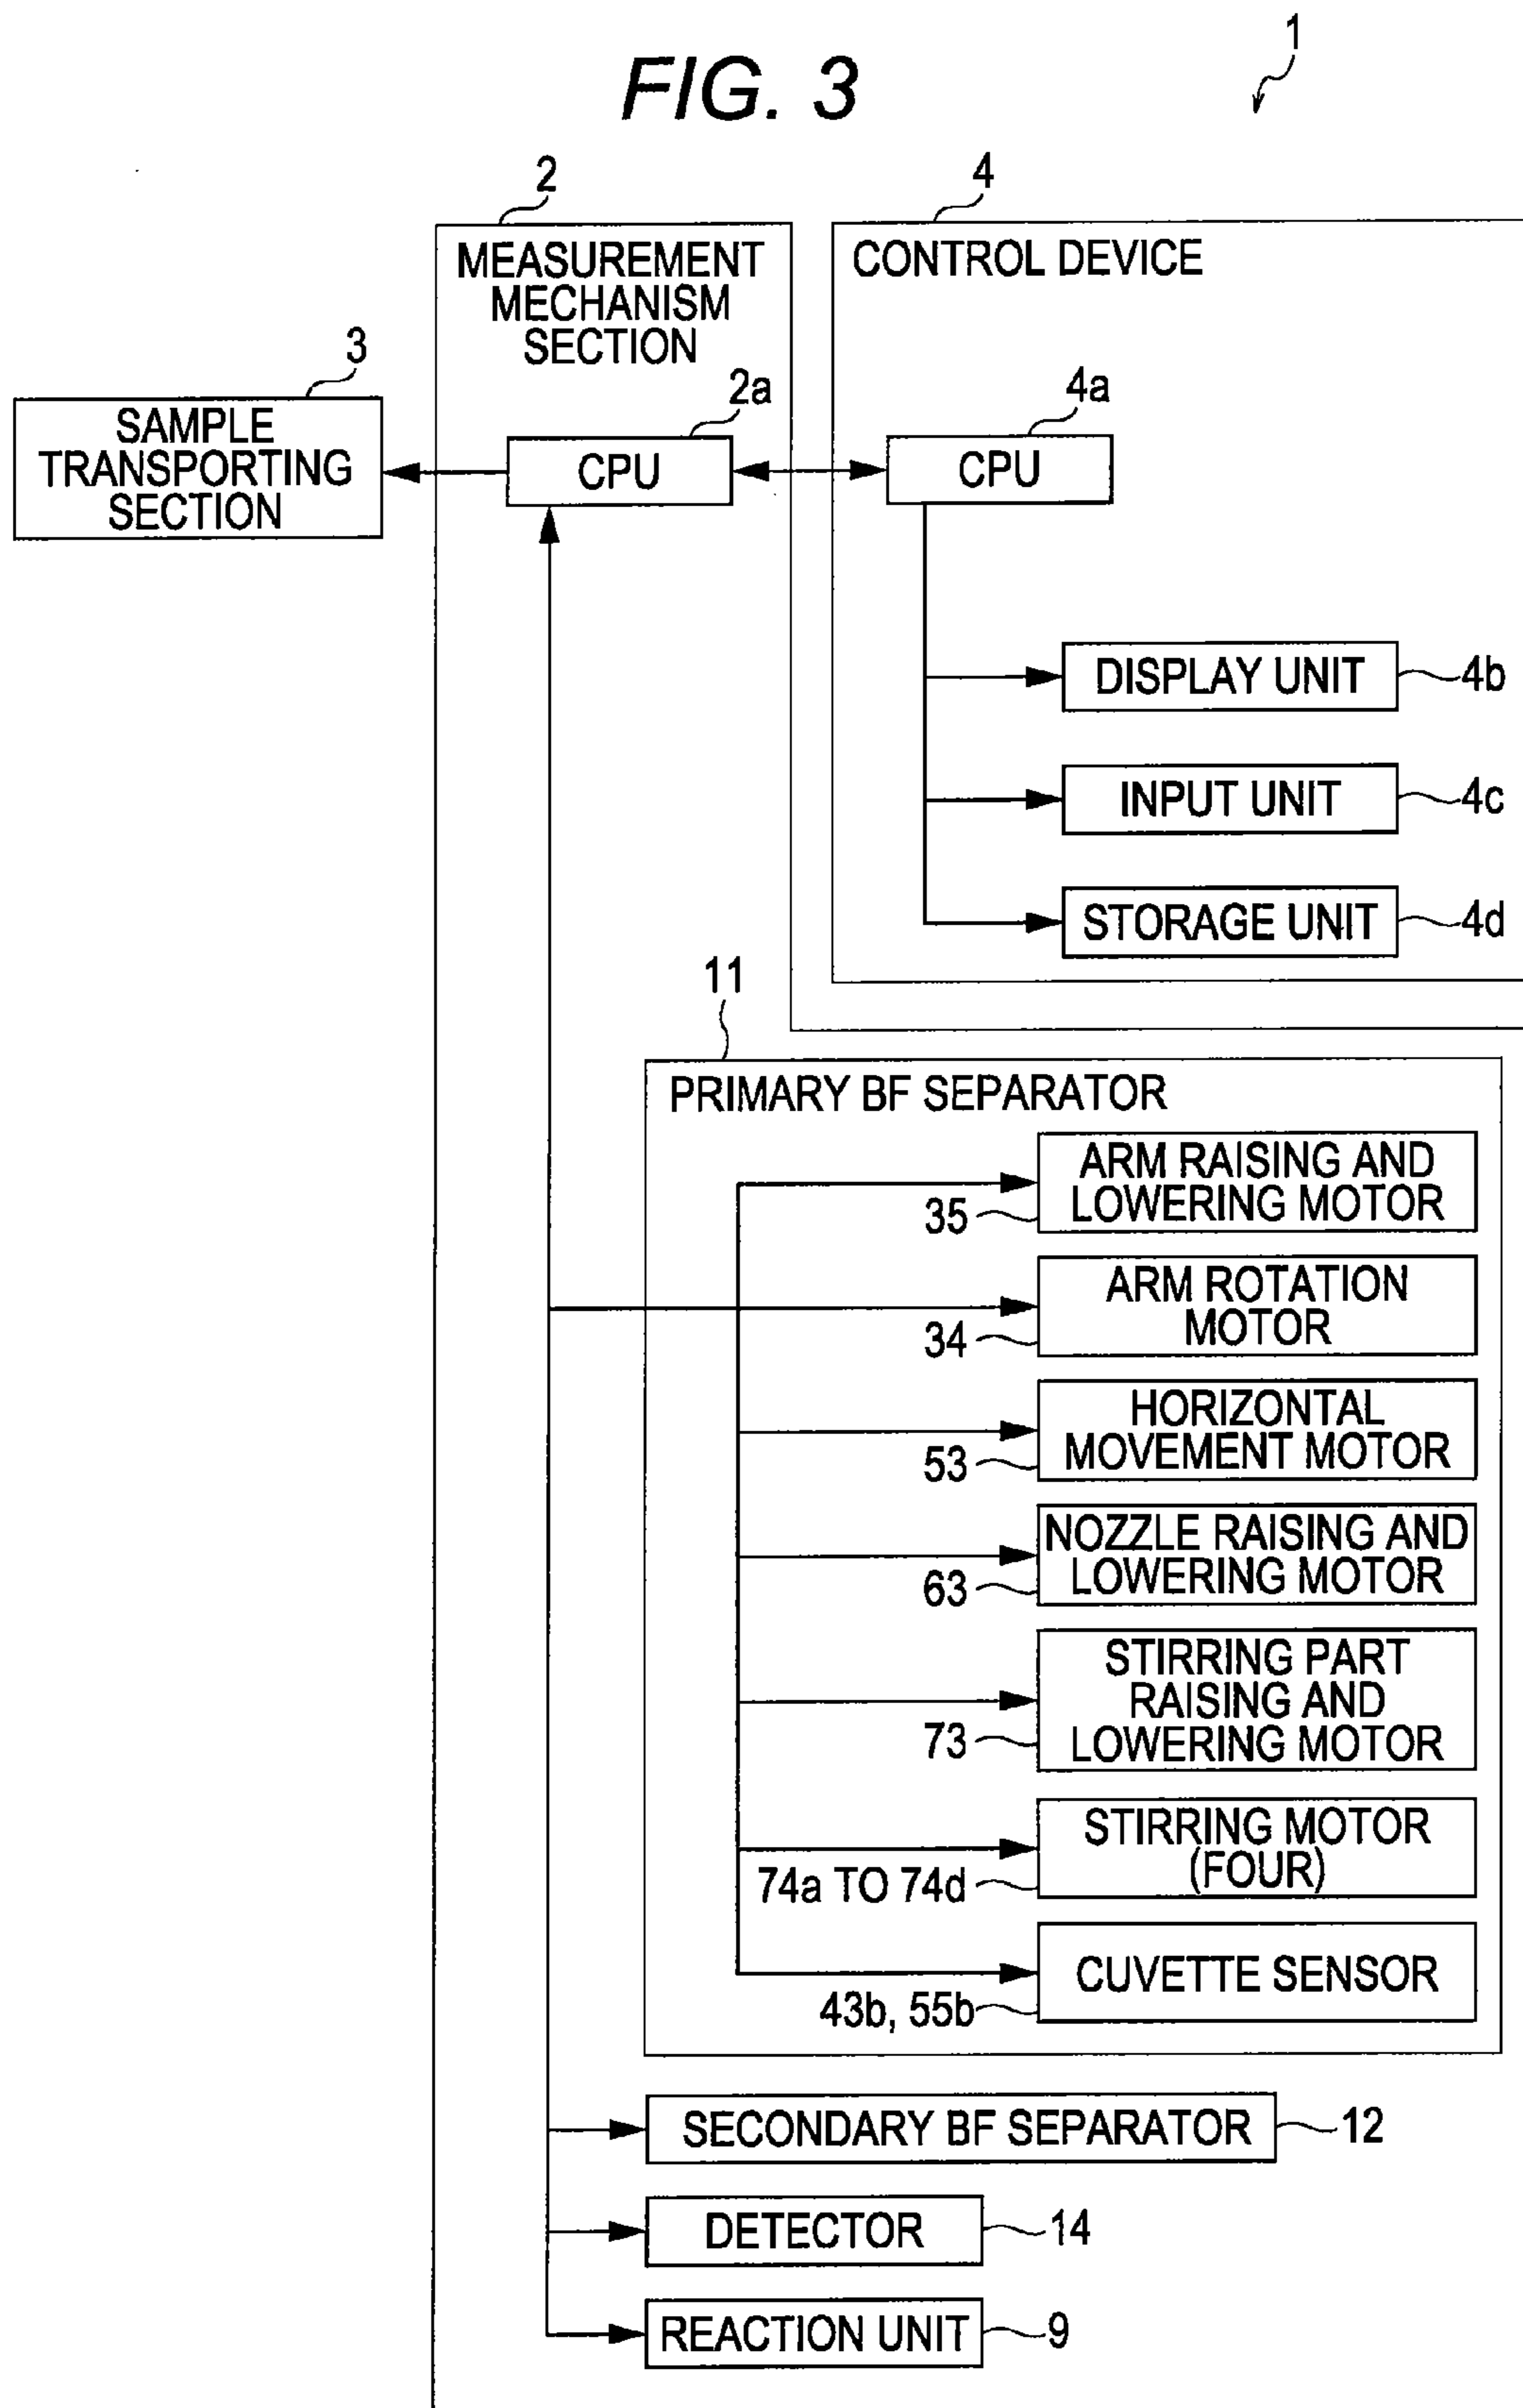 FIG. 3
1
2
MEASUREMENT
MECHANISM
SECTION
4
CONTROL DEVICE
3
SAMPLE
TRANSPORTING
SECTION
2a
CPU
4a
CPU
DISPLAY UNIT
4b
INPUT UNIT
4c
STORAGE UNIT
4d
11
PRIMARY BF SEPARATOR
ARM RAISING AND
LOWERING MOTOR
35
ARM ROTATION
MOTOR
34
HORIZONTAL
MOVEMENT MOTOR
53
NOZZLE RAISING AND
LOWERING MOTOR
63
STIRRING PART
RAISING AND
LOWERING MOTOR
73
STIRRING MOTOR
(FOUR)
74a TO 74d
CUVETTE SENSOR
43b, 55b
SECONDARY BF SEPARATOR
12
DETECTOR
14
REACTION UNIT
9